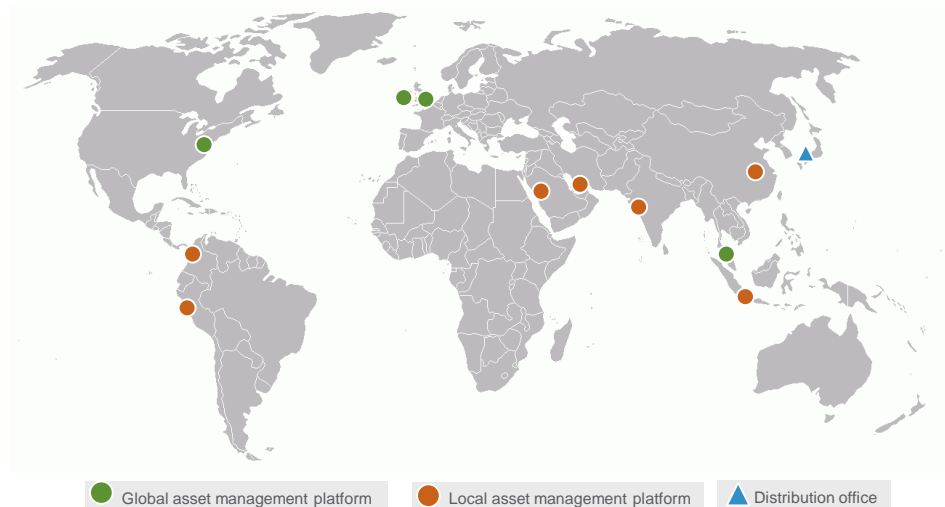 Global asset management platform
Local asset management platform
Distribution office